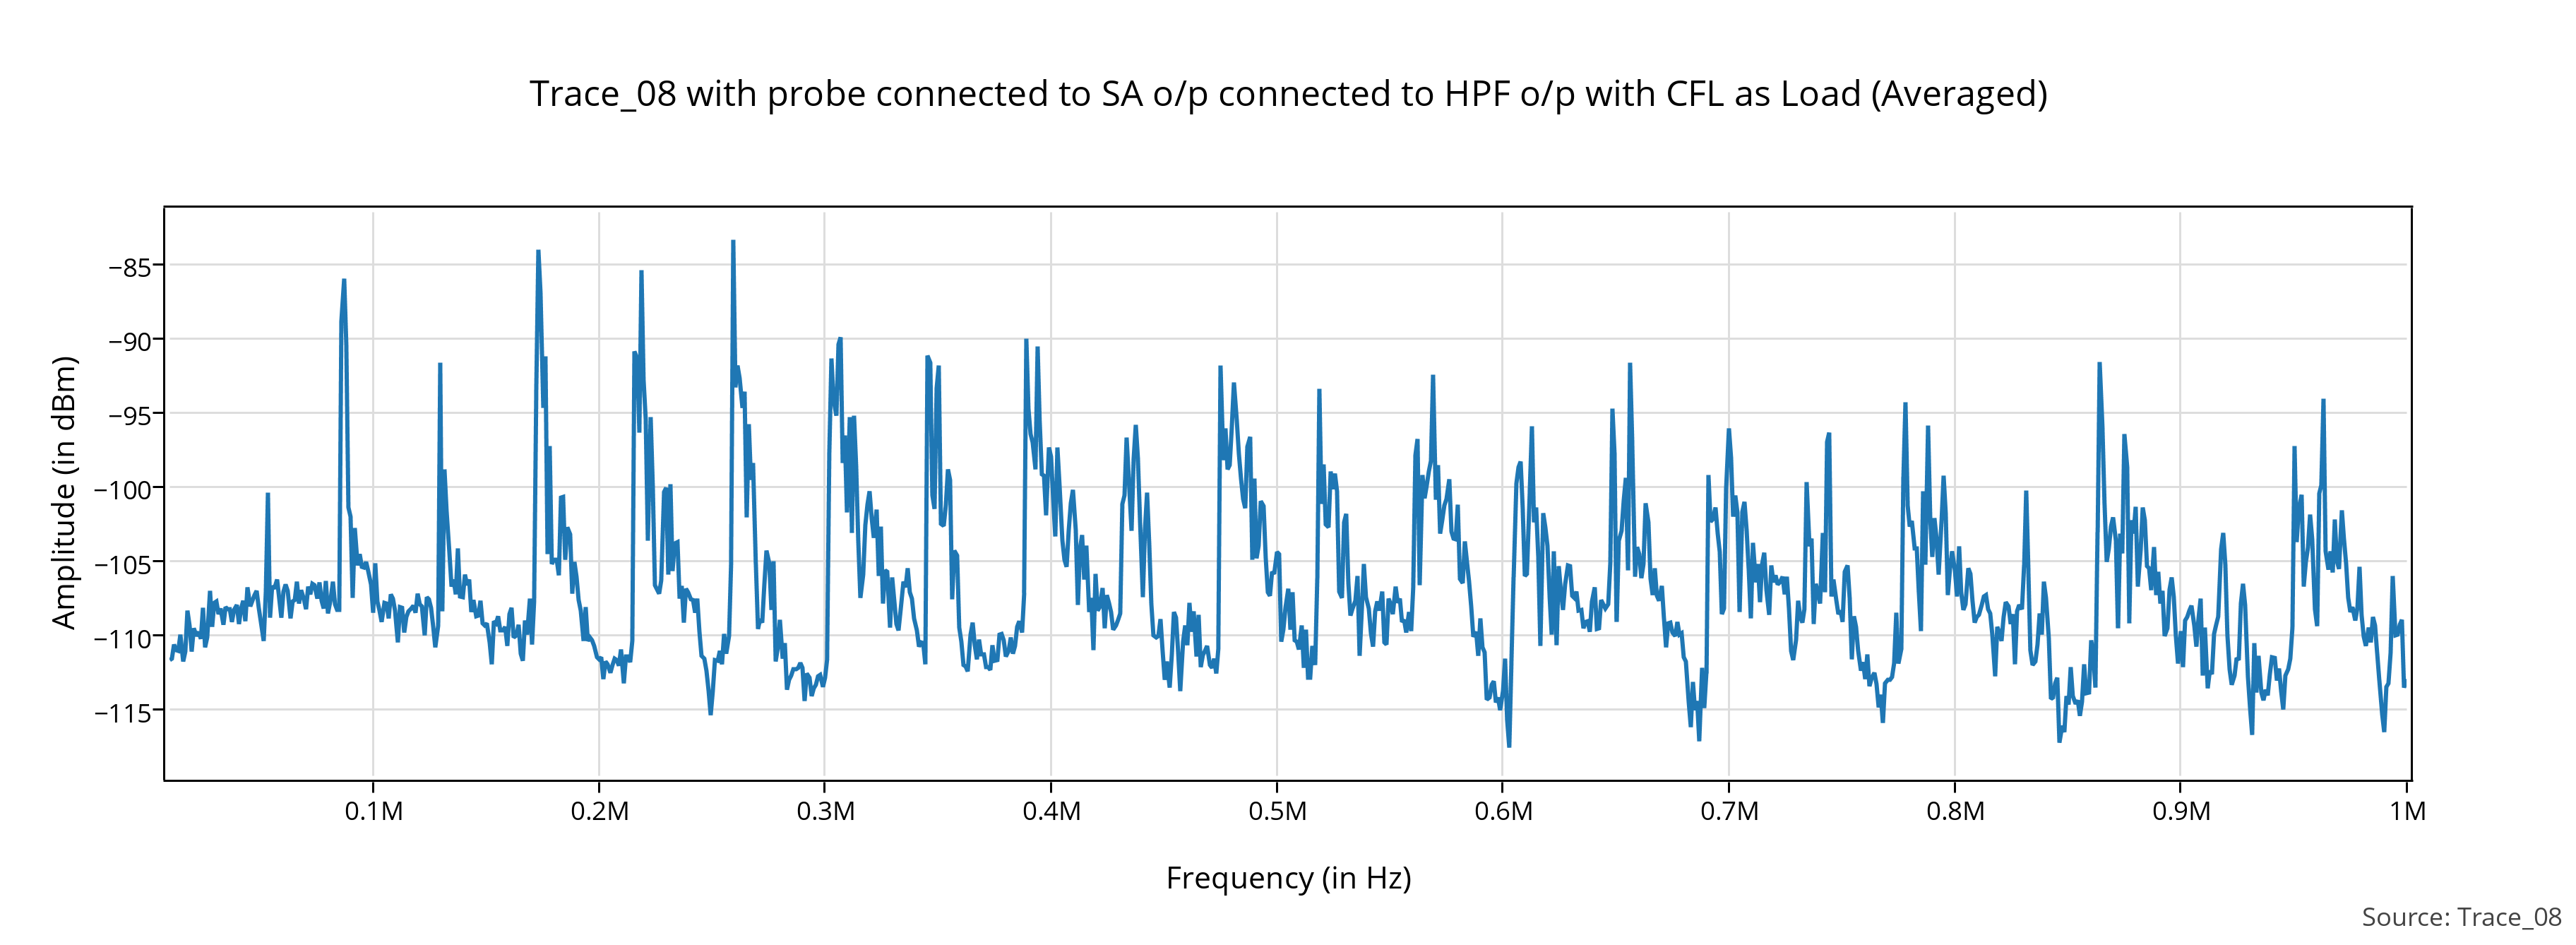 Trace_08 with probe connected to SA o/p connected to HPF o/p with CFL as Load (Averaged)
−85
−90
−95
−100
−105
−110
−115
Amplitude (in dBm)
0.1M 0.2M 0.3M 0.4M 0.5M 0.6M 0.7M 0.8M 0.9M 1M
Frequency (in Hz)
Source: Trace_08